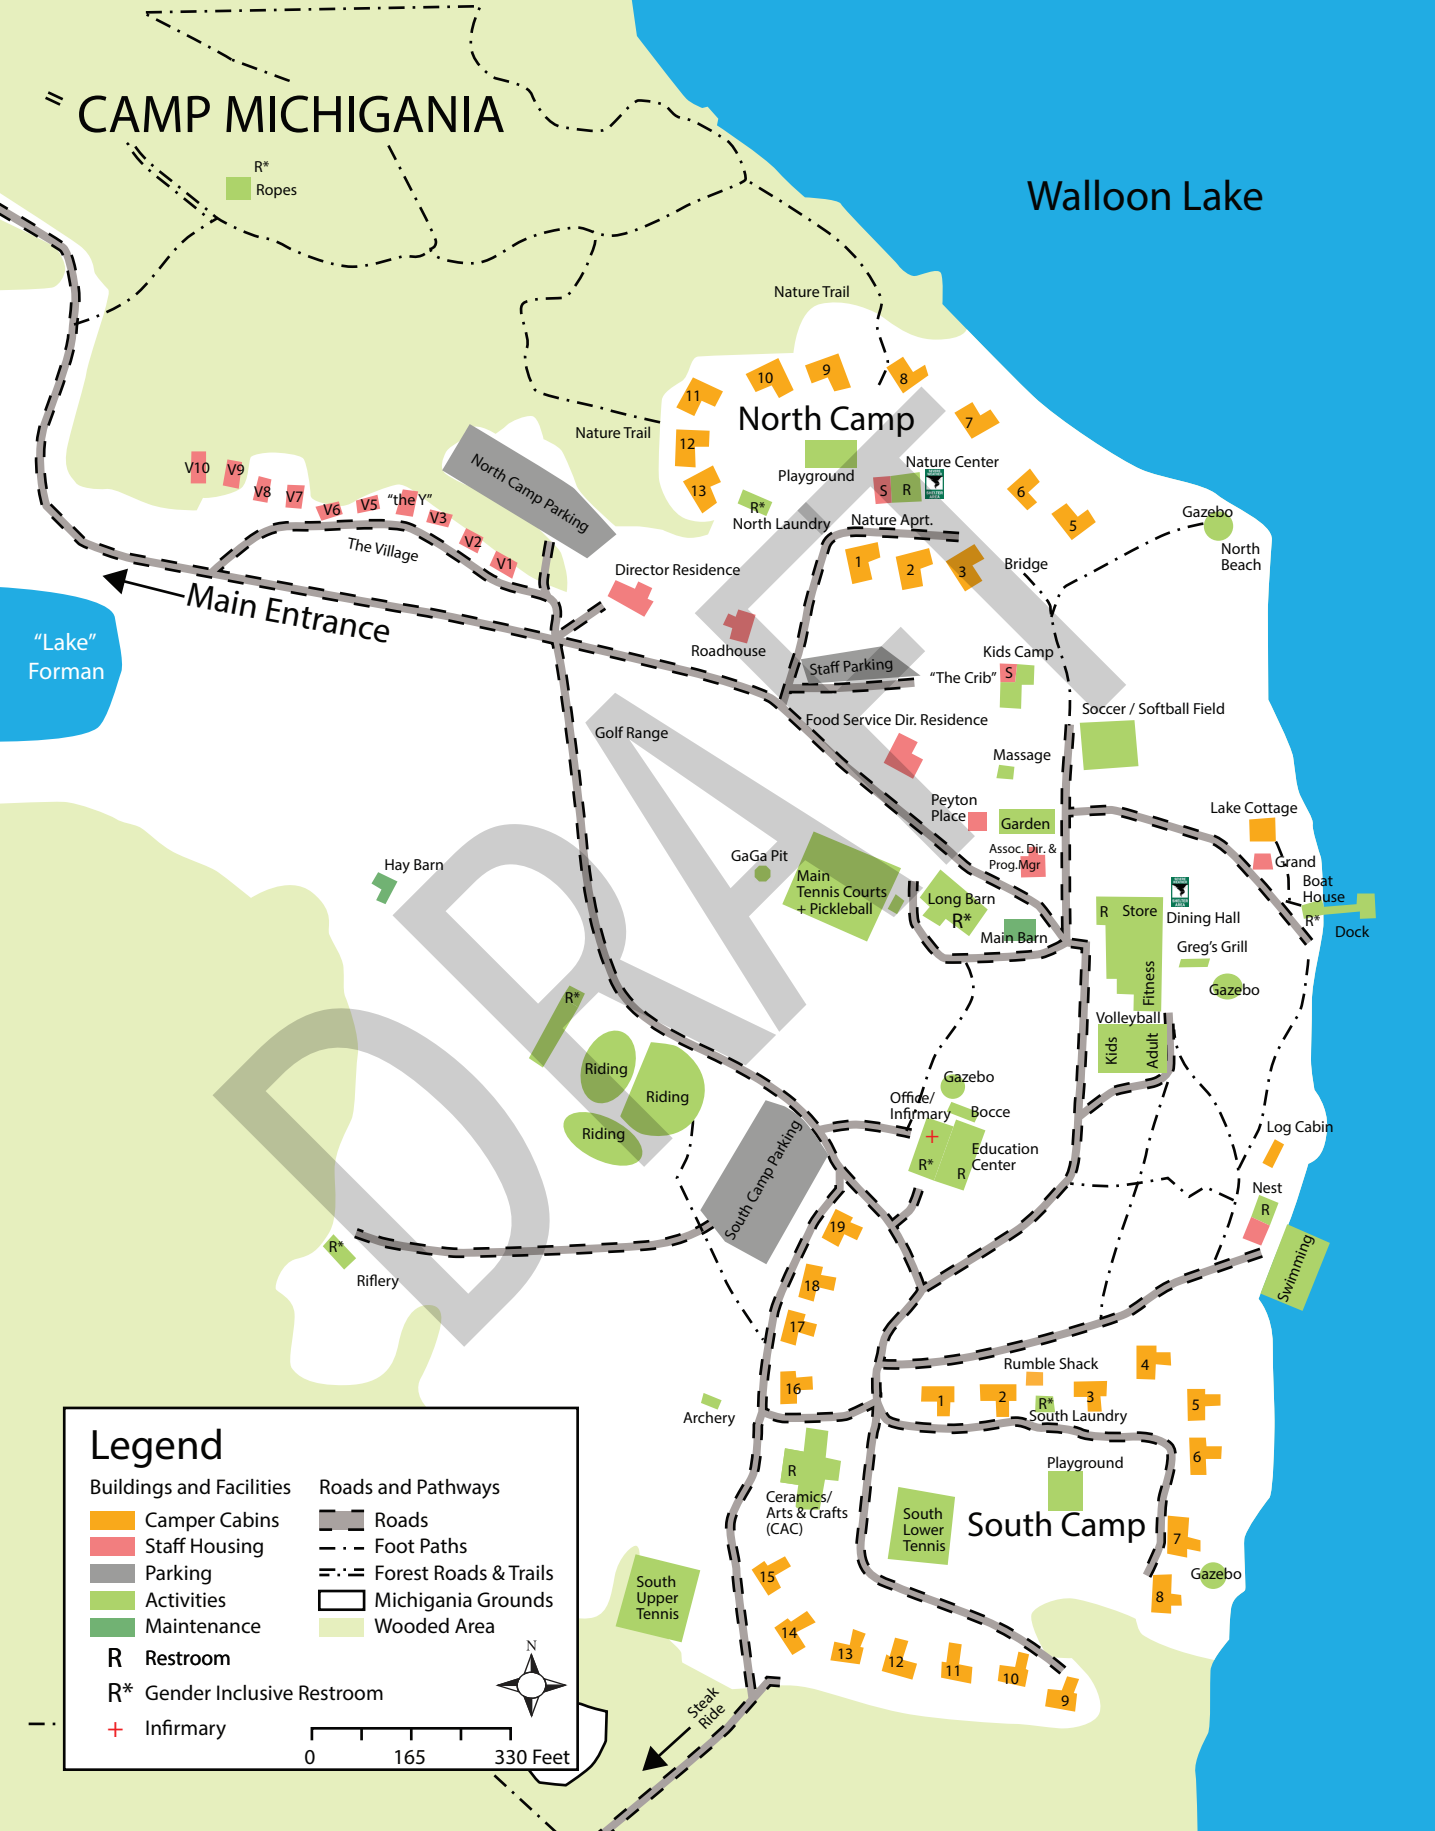 CAMP MICHIGANIA
R*
Ropes
Walloon Lake
Nature Trail
Nature Trail
North Camp
11
10
9
8
7
12
13
6
5
Playground
Nature Center
S
R
SEVERE WEATHER SHELTER AREA
R*
North Laundry
Nature Aprt.
1
2
3
Bridge
Gazebo
North
Beach
V10
V9
V8
V7
V6
V5
"the Y"
V3
V2
V1
The Village
North Camp Parking
Main Entrance
"Lake"
Forman
Director Residence
Roadhouse
Staff Parking
Kids Camp
"The Crib"
S
Food Service Dir. Residence
Soccer / Softball Field
Golf Range
Massage
Peyton
Place
Garden
Assoc. Dir. &
Prog.Mgr
Lake Cottage
Grand
Boat
House
R*
Dock
Hay Barn
GaGa Pit
Main
Tennis Courts
+ Pickleball
Long Barn
R*
Main Barn
R
Store
Fitness
SEVERE WEATHER SHELTER AREA
Dining Hall
Greg's Grill
Gazebo
Volleyball
Kids
Adult
R*
Riding
Riding
Riding
Gazebo
Office/
Infirmary
Bocce
R*
R
Education
Center
South Camp Parking
Log Cabin
Nest
R
Swimming
R*
Riflery
19
18
17
16
Archery
Rumble Shack
1
2
R*
3
4
5
6
South Laundry
Playground
R
Ceramics/
Arts & Crafts
(CAC)
South
Lower
Tennis
South Camp
7
Gazebo
8
South
Upper
Tennis
15
14
13
12
11
10
9
Steak
Ride
DRAFT
Legend
Buildings and Facilities
Camper Cabins
Staff Housing
Parking
Activities
Maintenance
R Restroom
R* Gender Inclusive Restroom
+ Infirmary
Roads and Pathways
Roads
Foot Paths
Forest Roads & Trails
Michigania Grounds
Wooded Area
N
0 165 330 Feet